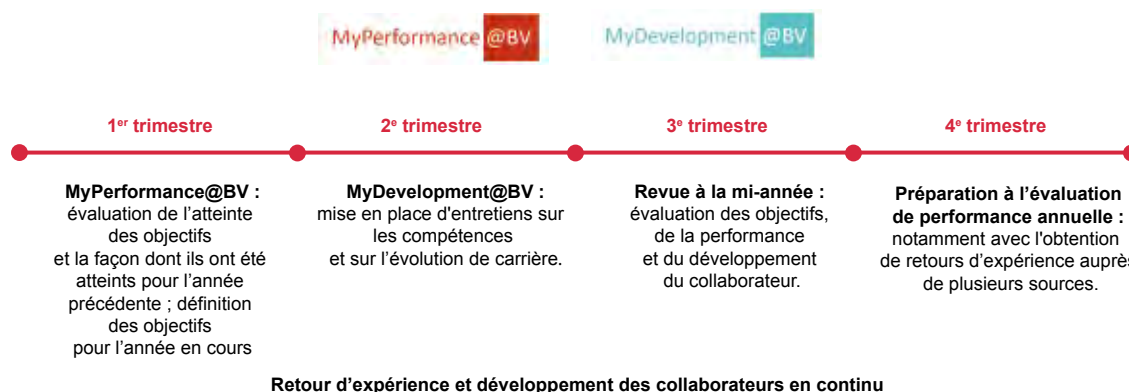 MyPerformance @BV
MyDevelopment @BV
1er trimestre
2e trimestre
3e trimestre
4e trimestre
MyPerformance@BV :
évaluation de l'atteinte
des objectifs
et la façon dont ils ont été
atteints pour l'année
précédente ; définition
des objectifs
pour l'année en cours
MyDevelopment@BV :
mise en place d'entretiens sur
les compétences
et sur l'évolution de carrière.
Revue à la mi-année :
évaluation des objectifs,
de la performance
et du développement
du collaborateur.
Préparation à l'évaluation
de performance annuelle :
notamment avec l'obtention
de retours d'expérience auprès
de plusieurs sources.
Retour d'expérience et développement des collaborateurs en continu